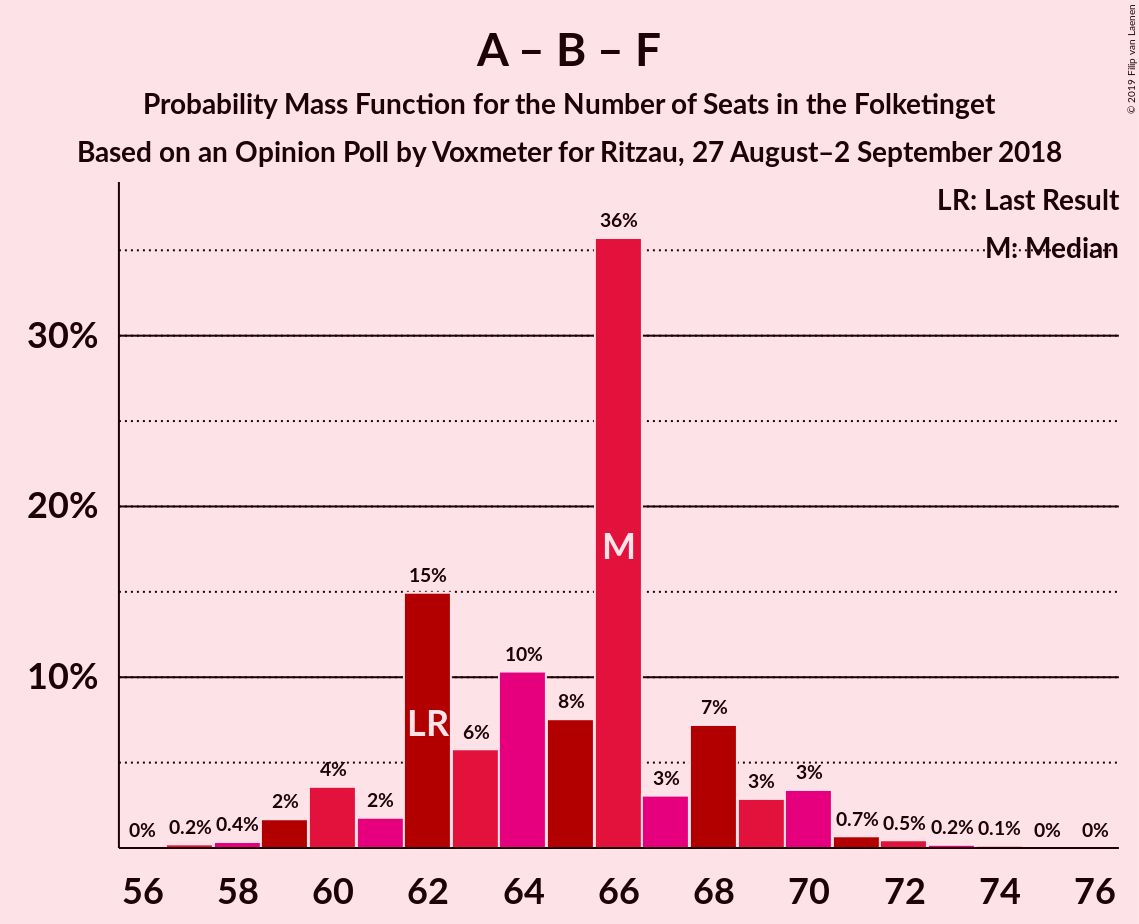 A – B – F
Probability Mass Function for the Number of Seats in the Folketinget
Based on an Opinion Poll by Voxmeter for Ritzau, 27 August–2 September 2018
© 2019 Filip van Laenen
LR: Last Result
M: Median
36%
30%
20%
M
15%
10%
10%
8%
LR
7%
6%
4%
3%
3%
3%
2%
2%
0%
0.2%
0.4%
0.7%
0.5%
0.2%
0.1%
0%
0%
56 58 60 62 64 66 68 70 72 74 76